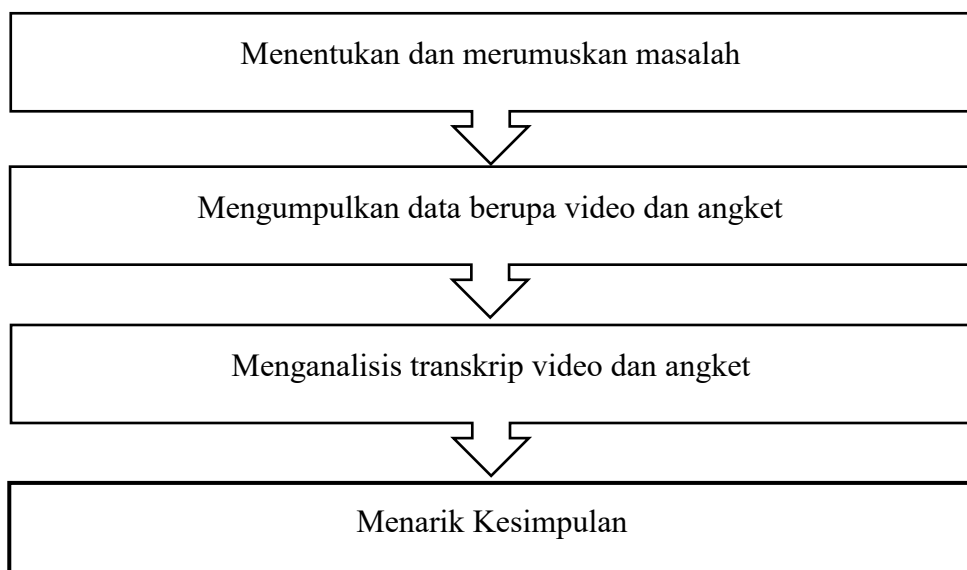 Menentukan dan merumuskan masalah
Mengumpulkan data berupa video dan angket
Menganalisis transkrip video dan angket
Menarik Kesimpulan